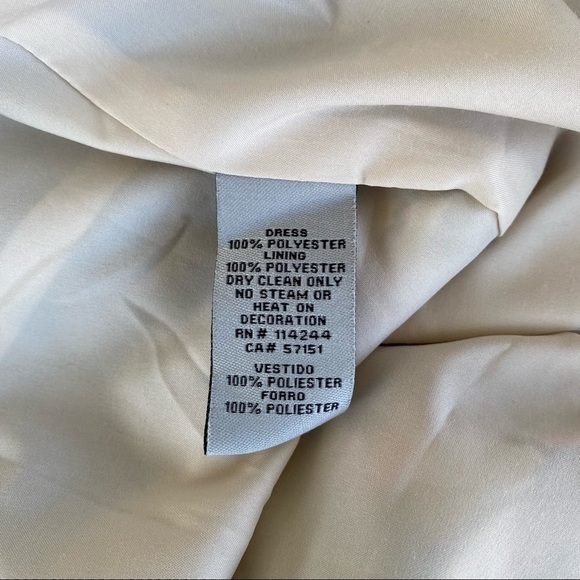 DRESS
100% POLYESTER
LINING
100% POLYESTER
DRY CLEAN ONLY
NO STEAM OR
HEAT ON
DECORATION
RN # 114244
CA# 57151
VESTIDO
100% POLIESTER
FORRO
100% POLIESTER